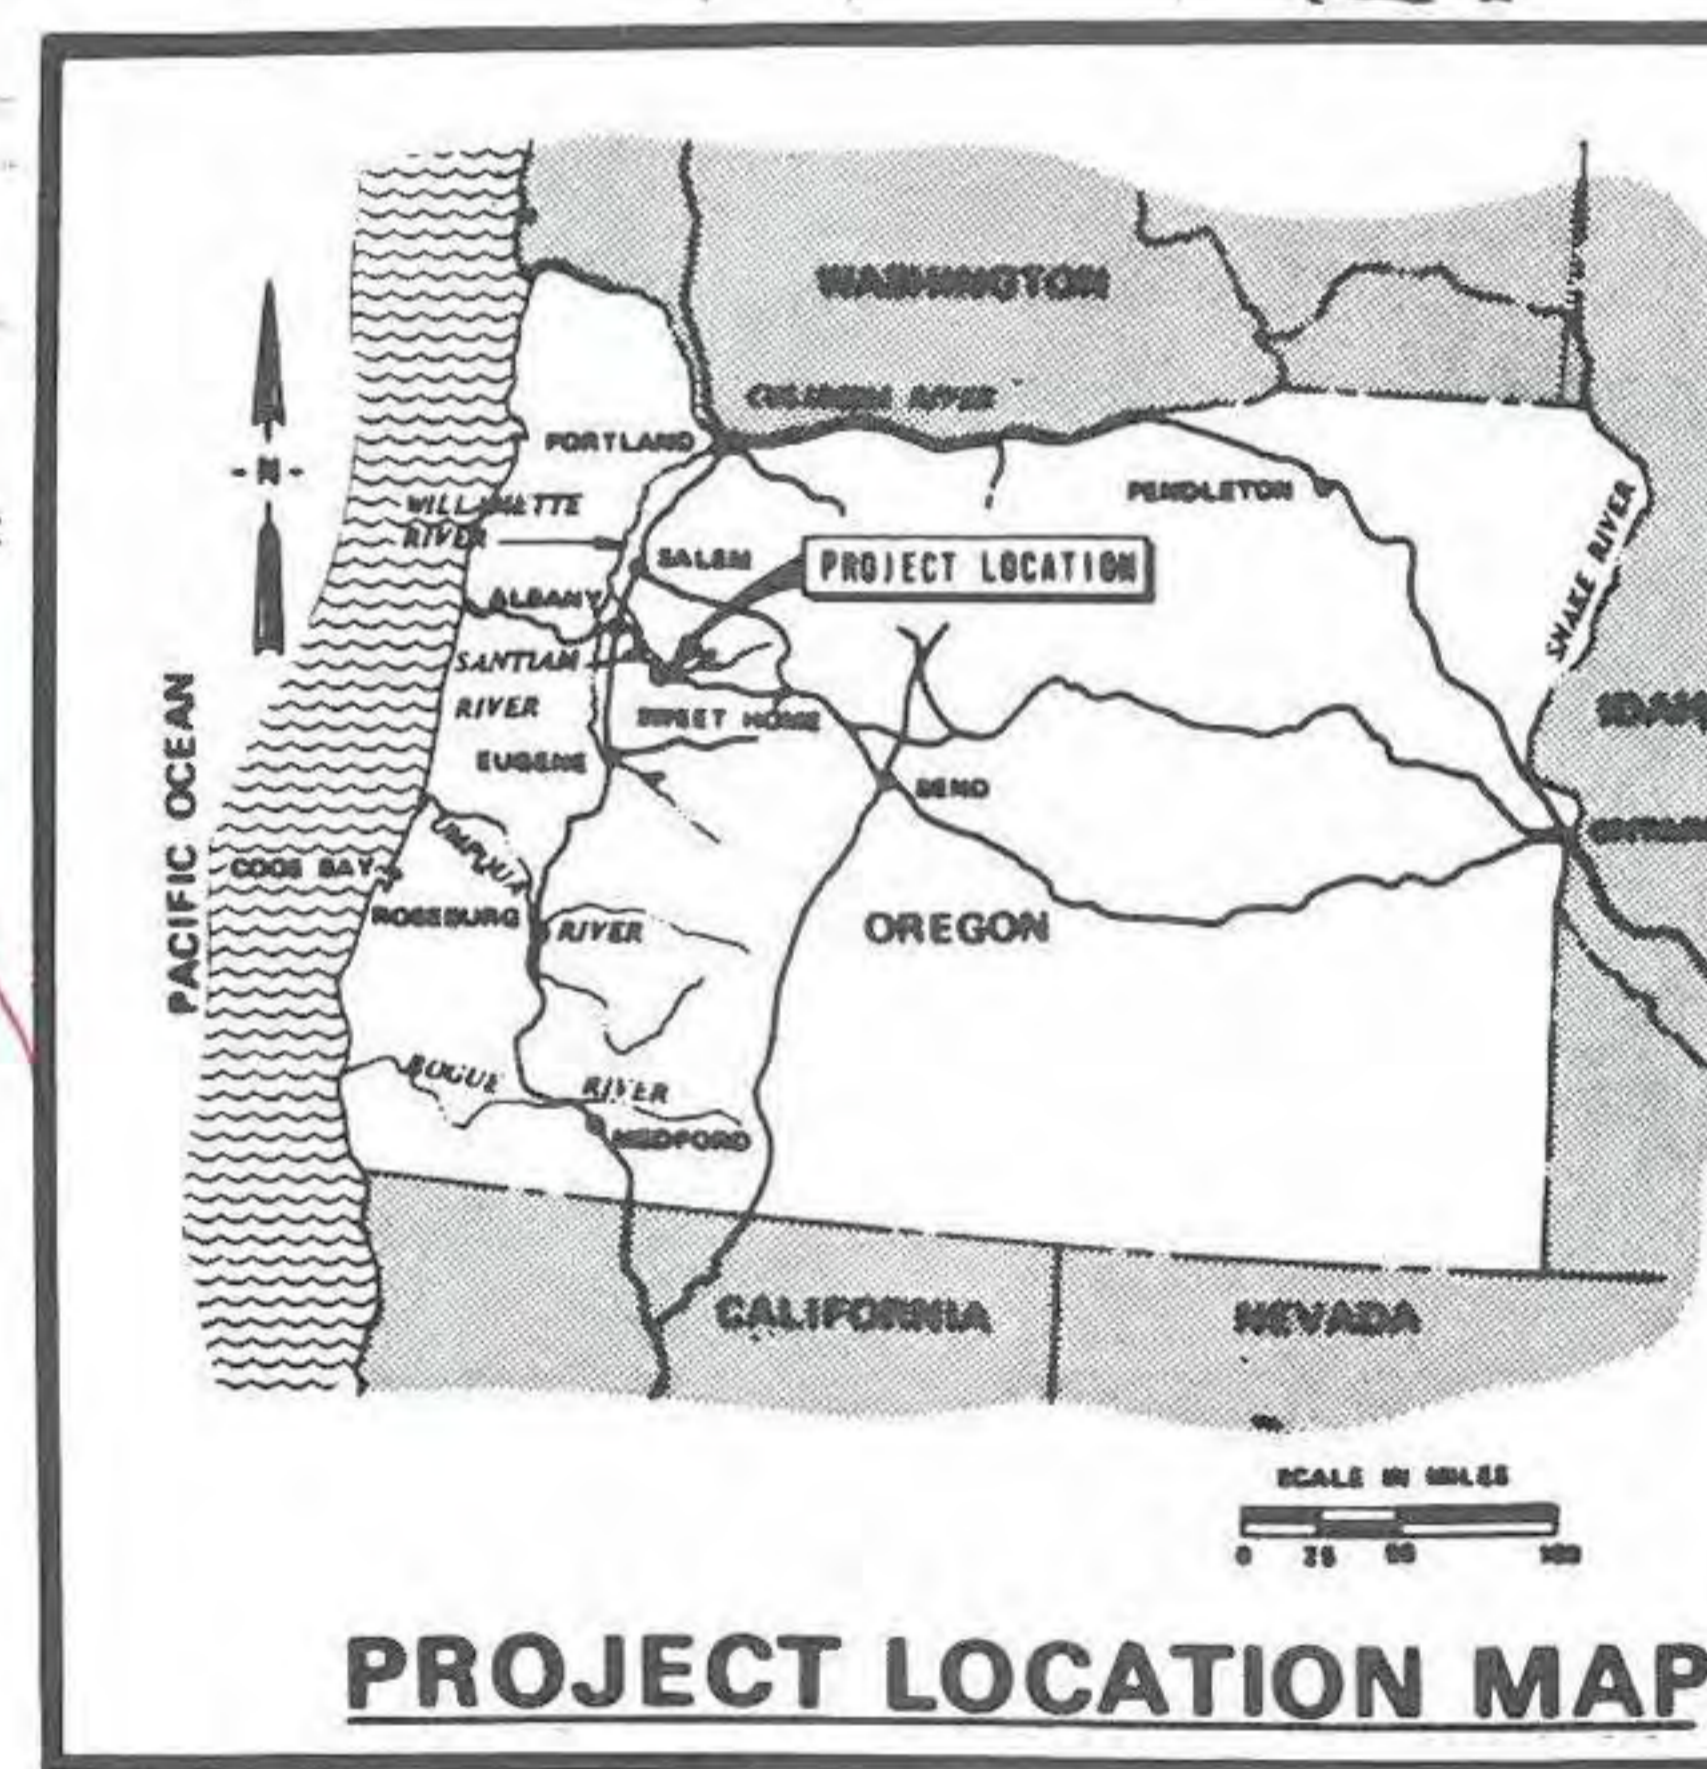 WASHINGTON
COLUMBIA RIVER
PORTLAND
PENDLETON
- N -
WILLAMETTE
RIVER
SALEM
PROJECT LOCATION
SNAKE RIVER
ALBANY
SANTIAM
RIVER
SWEET HOME
PACIFIC OCEAN
EUGENE
BEND
UMPQUA
COOS BAY
ROSEBURG
RIVER
OREGON
ROGUE
RIVER
MEDFORD
CALIFORNIA
NEVADA
SCALE IN MILES
0 25 50 100
PROJECT LOCATION MAP